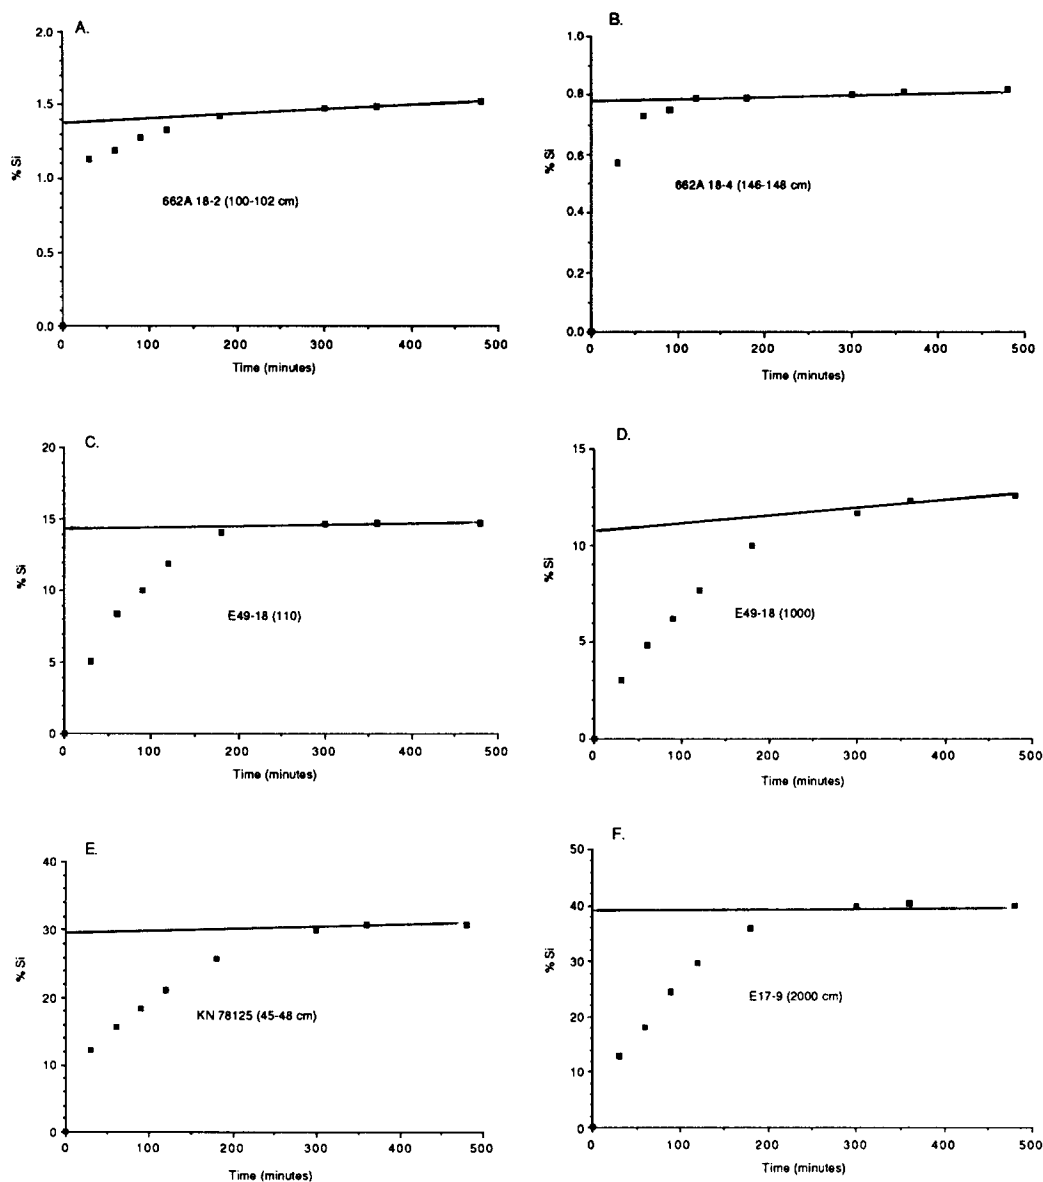 A.
2.0
1.5
1.0
0.5
0.0
% Si
662A 18-2 (100-102 cm)
0 100 200 300 400 500
Time (minutes)
B.
1.0
0.8
0.6
0.4
0.2
0.0
% Si
662A 18-4 (146-148 cm)
0 100 200 300 400 500
Time (minutes)
C.
20
15
10
5
0
% Si
E49-18 (110)
0 100 200 300 400 500
Time (minutes)
D.
15
10
5
0
% Si
E49-18 (1000)
0 100 200 300 400 500
Time (minutes)
E.
40
30
20
10
0
% Si
KN 78125 (45-48 cm)
0 100 200 300 400 500
Time (minutes)
F.
50
40
30
20
10
0
% Si
E17-9 (2000 cm)
0 100 200 300 400 500
Time (minutes)